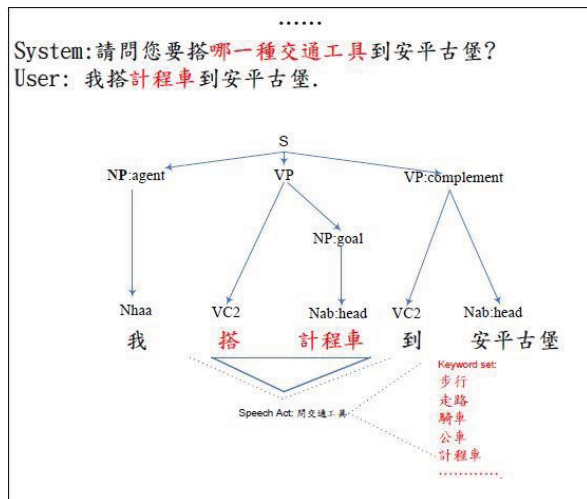 ......
System:請問您要搭哪一種交通工具到安平古堡?
User: 我搭計程車到安平古堡.
S
NP:agent VP VP:complement
NP:goal
Nhaa VC2 Nab:head VC2 Nab:head
我 搭 計程車 到 安平古堡
Keyword set:
步行
走路
騎車
公車
計程車
............
Speech Act: 問交通工具